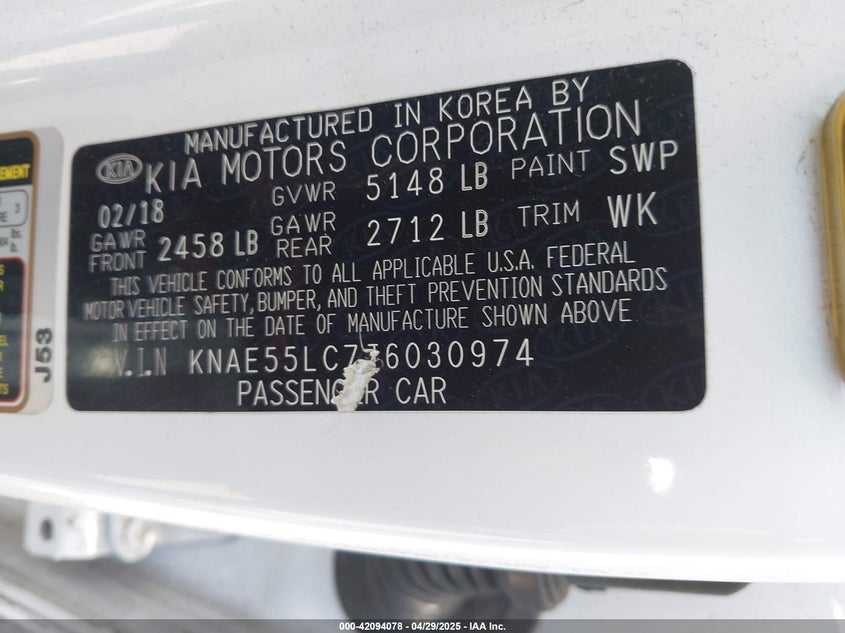 MANUFACTURED IN KOREA BY
KIA KIA MOTORS CORPORATION
02/18 GVWR 5148 LB PAINT SWP
GAWR FRONT 2458 LB GAWR REAR 2712 LB TRIM WK
THIS VEHICLE CONFORMS TO ALL APPLICABLE U.S.A. FEDERAL
MOTOR VEHICLE SAFETY, BUMPER, AND THEFT PREVENTION STANDARDS
IN EFFECT ON THE DATE OF MANUFACTURE SHOWN ABOVE
V.I.N KNAE55LC7J6030974
PASSENGER CAR
J53
000-42094078 | 04/29/2025 - IAA Inc.